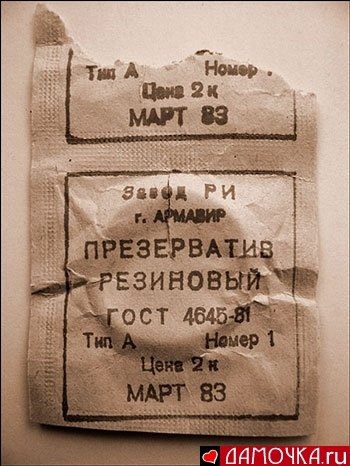 Тип А Номер 1
Цена 2 к
МАРТ 83
Завод РИ
г. АРМАВИР
ПРЕЗЕРВАТИВ
РЕЗИНОВЫЙ
ГОСТ 4645-81
Тип А Номер 1
Цена 2 к
МАРТ 83
ДАМОЧКА.ru